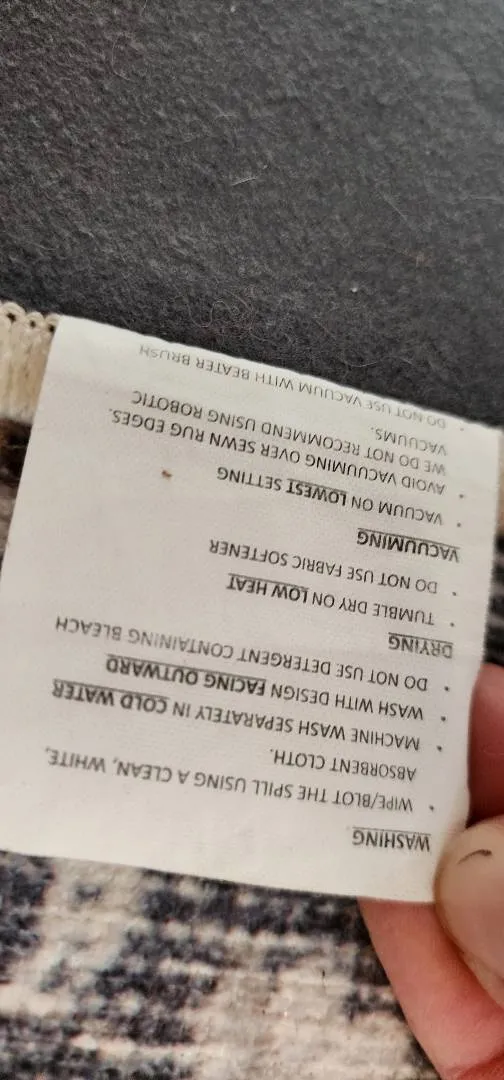 WASHING
• WIPE/BLOT THE SPILL USING A CLEAN, WHITE,
ABSORBENT CLOTH.
• MACHINE WASH SEPARATELY IN COLD WATER
• WASH WITH DESIGN FACING OUTWARD
• DO NOT USE DETERGENT CONTAINING BLEACH
DRYING
• TUMBLE DRY ON LOW HEAT
• DO NOT USE FABRIC SOFTENER
VACUUMING
• VACUUM ON LOWEST SETTING
• AVOID VACUUMING OVER SEWN RUG EDGES.
WE DO NOT RECOMMEND USING ROBOTIC
VACUUMS.
• DO NOT USE VACUUM WITH BEATER BRUSH